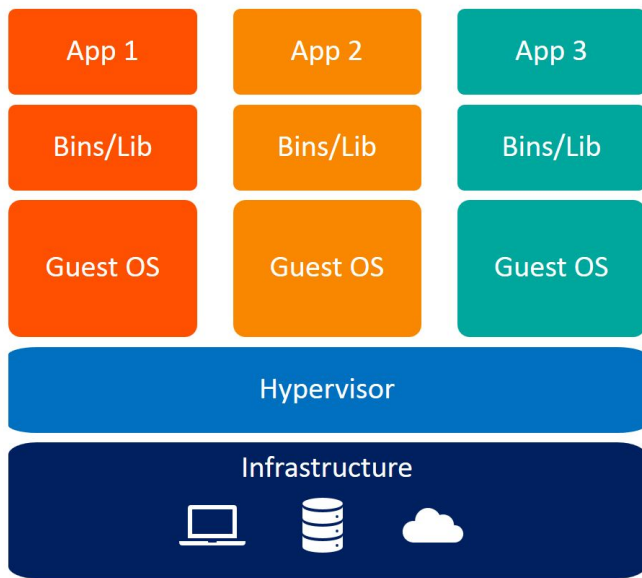 App 1
App 2
App 3
Bins/Lib
Bins/Lib
Bins/Lib
Guest OS
Guest OS
Guest OS
Hypervisor
Infrastructure